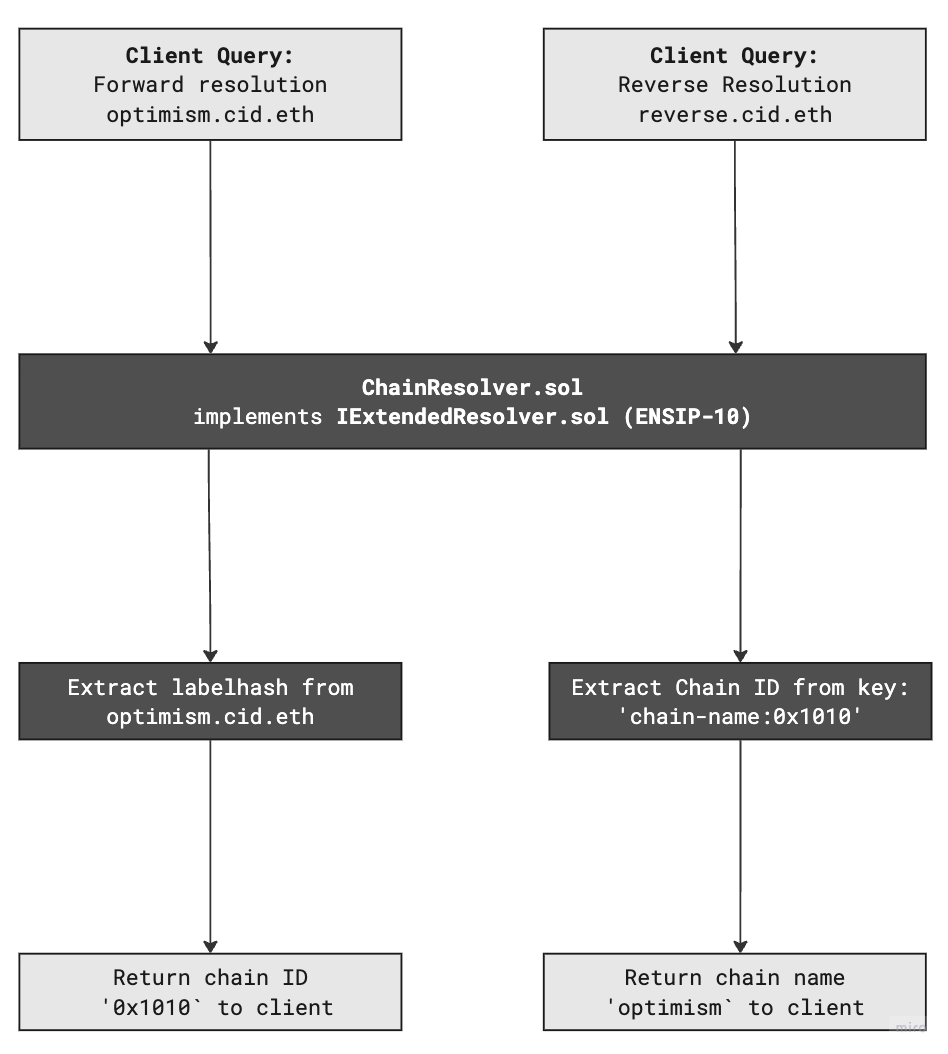 Client Query:
Forward resolution
optimism.cid.eth
Client Query:
Reverse Resolution
reverse.cid.eth
ChainResolver.sol
implements IExtendedResolver.sol (ENSIP-10)
Extract labelhash from
optimism.cid.eth
Extract Chain ID from key:
'chain-name:0x1010'
Return chain ID
'0x1010` to client
Return chain name
'optimism` to client
miro